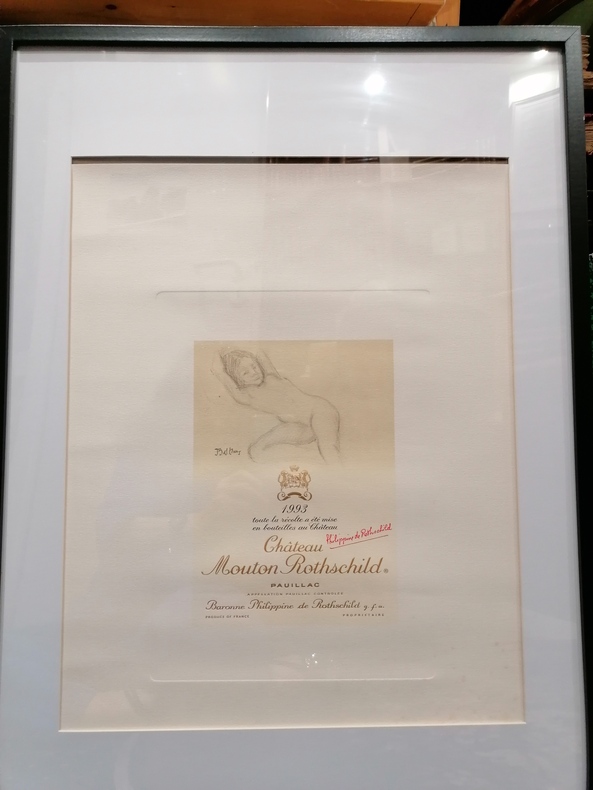 Balthus
1993
toute la récolte a été mise
en bouteilles au Château
Philippine de Rothschild
Château
Mouton Rothschild®
PAUILLAC
APPELLATION PAUILLAC CONTROLÉE
Baronne Philippine de Rothschild g.f.a.
PRODUCE OF FRANCE PROPRIÉTAIRE